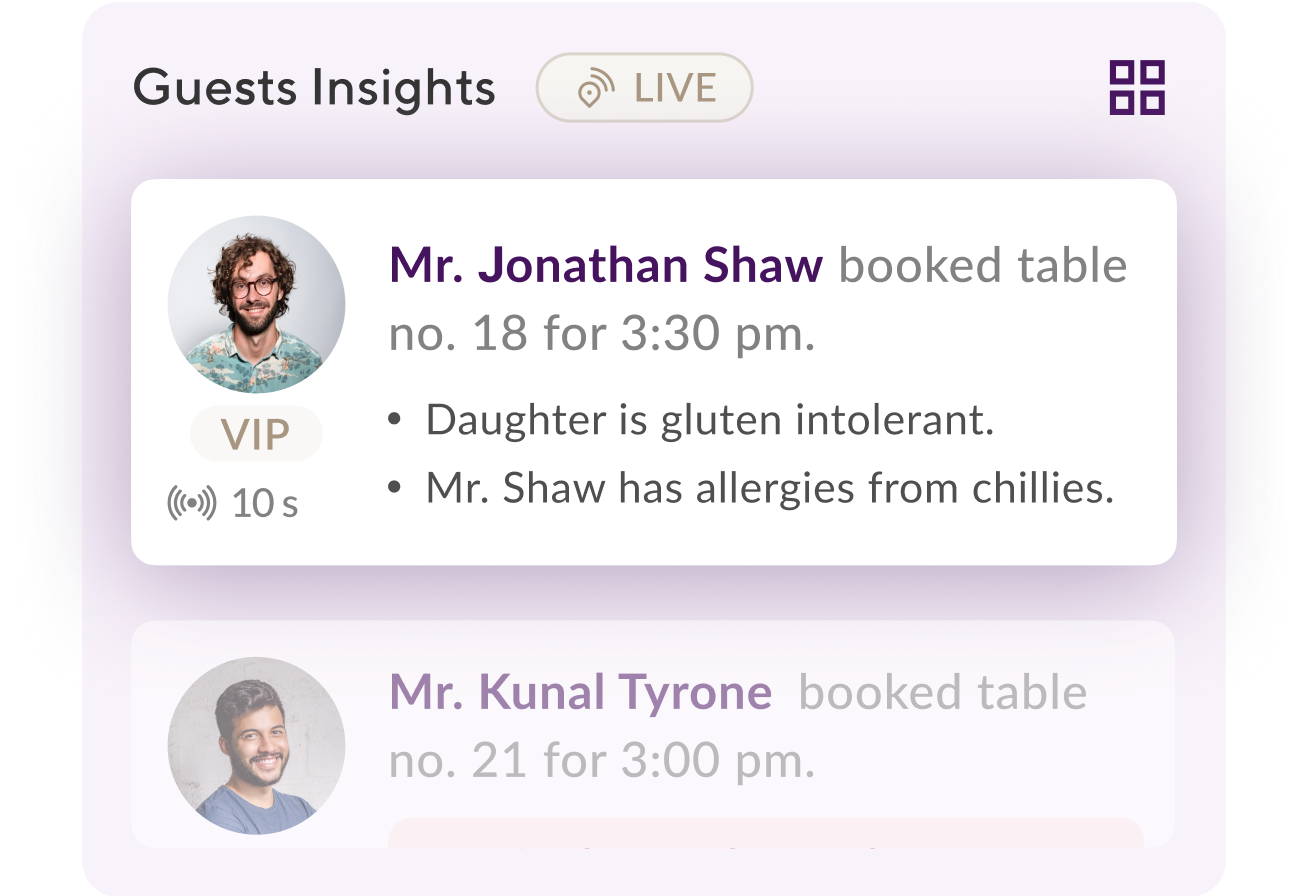 Guests Insights
LIVE
Mr. Jonathan Shaw booked table
no. 18 for 3:30 pm.
VIP
• Daughter is gluten intolerant.
• Mr. Shaw has allergies from chillies.
10 s
Mr. Kunal Tyrone booked table
no. 21 for 3:00 pm.